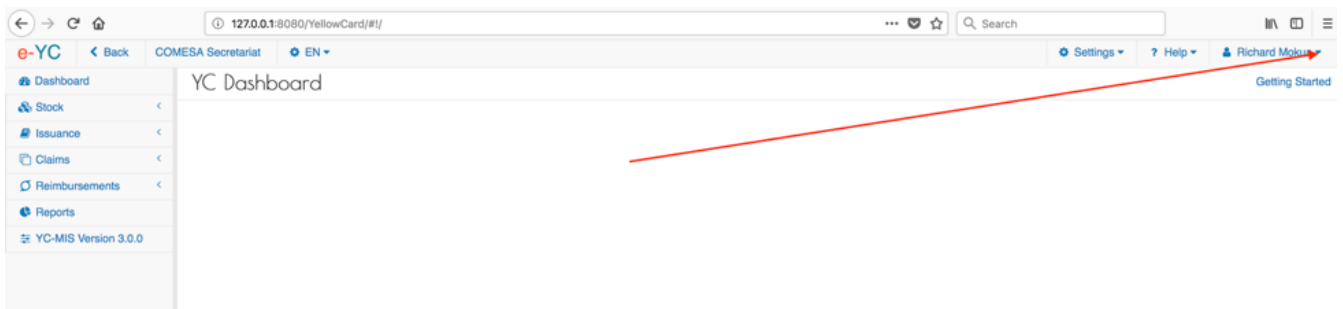 127.0.0.1:8080/YellowCard/#!/
Search
e-YC
Back
COMESA Secretariat
EN
Settings
? Help
Richard
Dashboard
YC Dashboard
Getting Started
Stock
Issuance
Claims
Reimbursements
Reports
YC-MIS Version 3.0.0